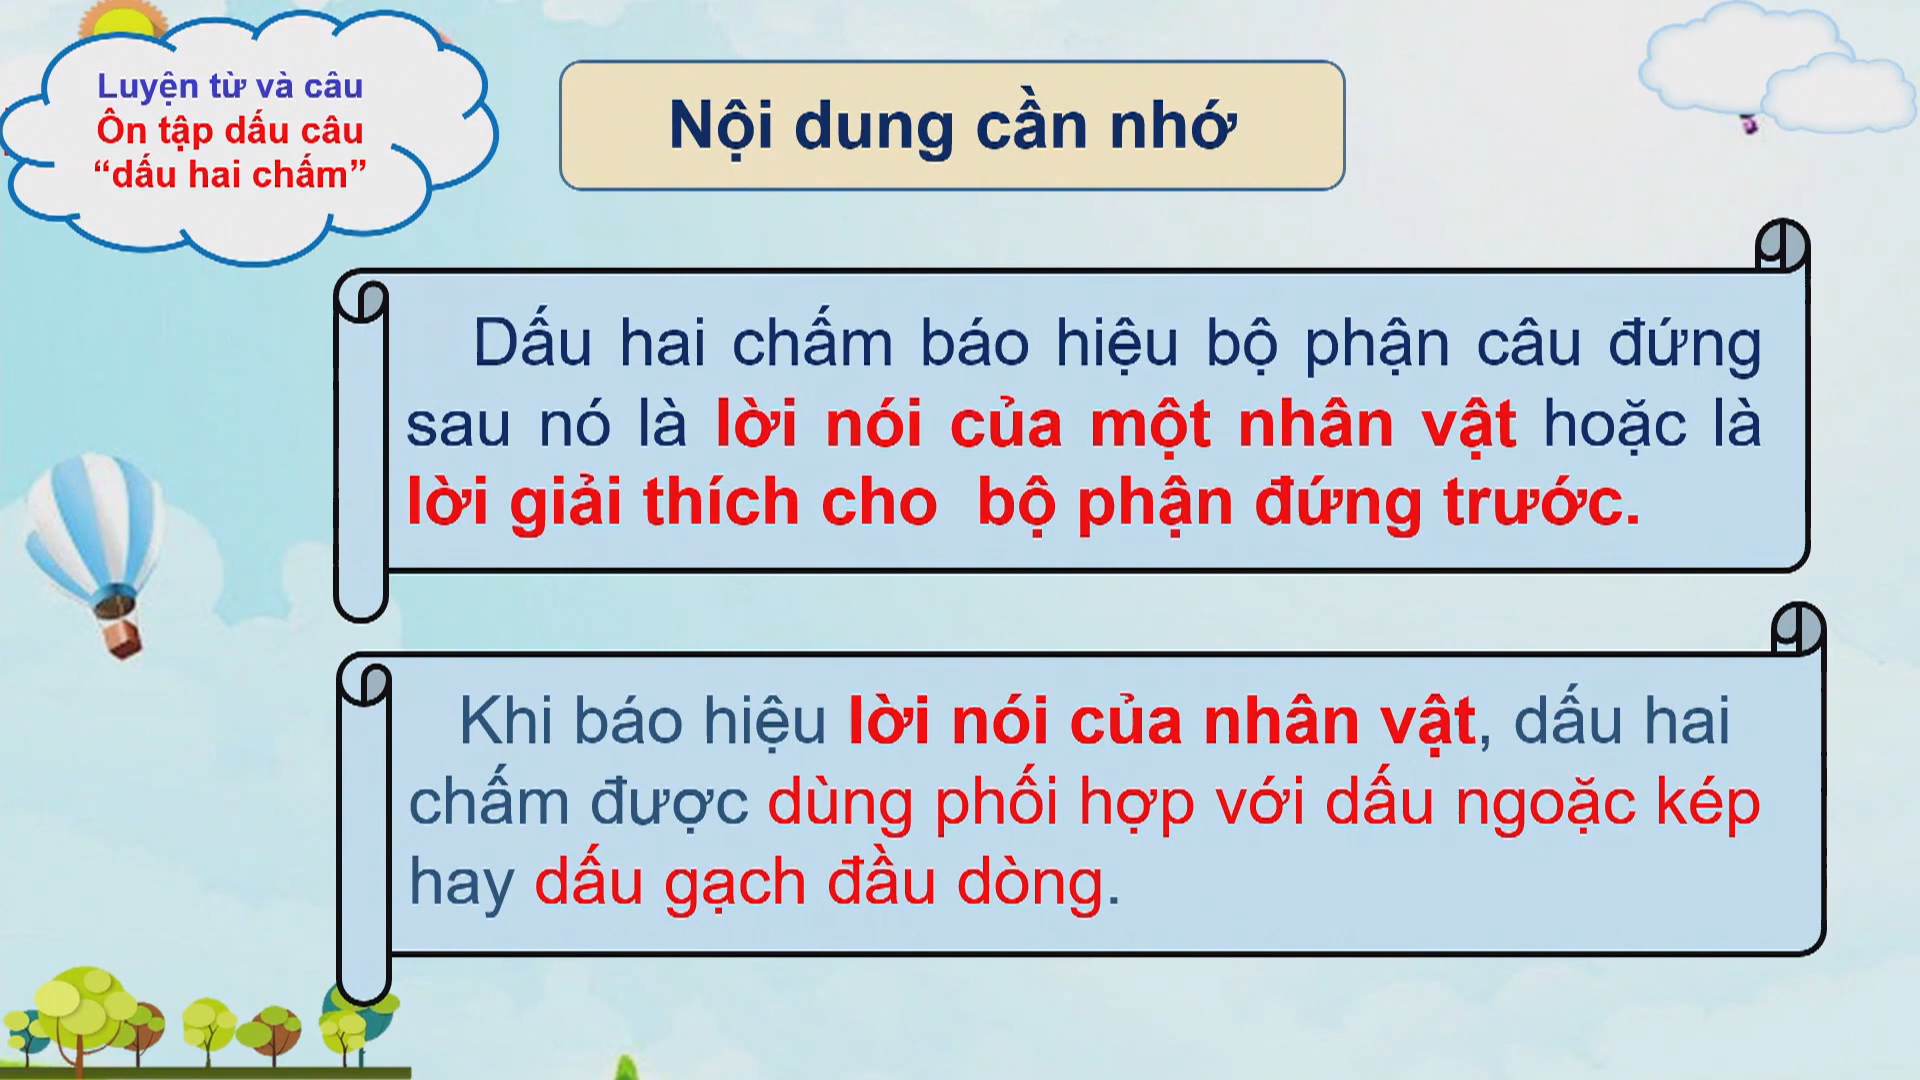 Luyện từ và câu
Ôn tập dấu câu
“dấu hai chấm”
Nội dung cần nhớ
Dấu hai chấm báo hiệu bộ phận câu đứng
sau nó là lời nói của một nhân vật hoặc là
lời giải thích cho bộ phận đứng trước.
Khi báo hiệu lời nói của nhân vật, dấu hai
chấm được dùng phối hợp với dấu ngoặc kép
hay dấu gạch đầu dòng.